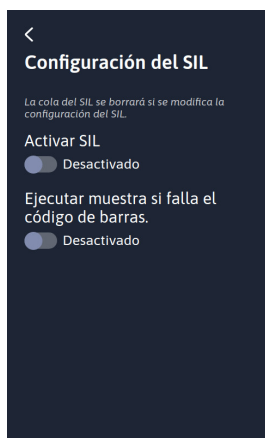 Configuración del SIL
La cola del SIL se borrará si se modifica la
configuración del SIL.
Activar SIL
Desactivado
Ejecutar muestra si falla el
código de barras.
Desactivado